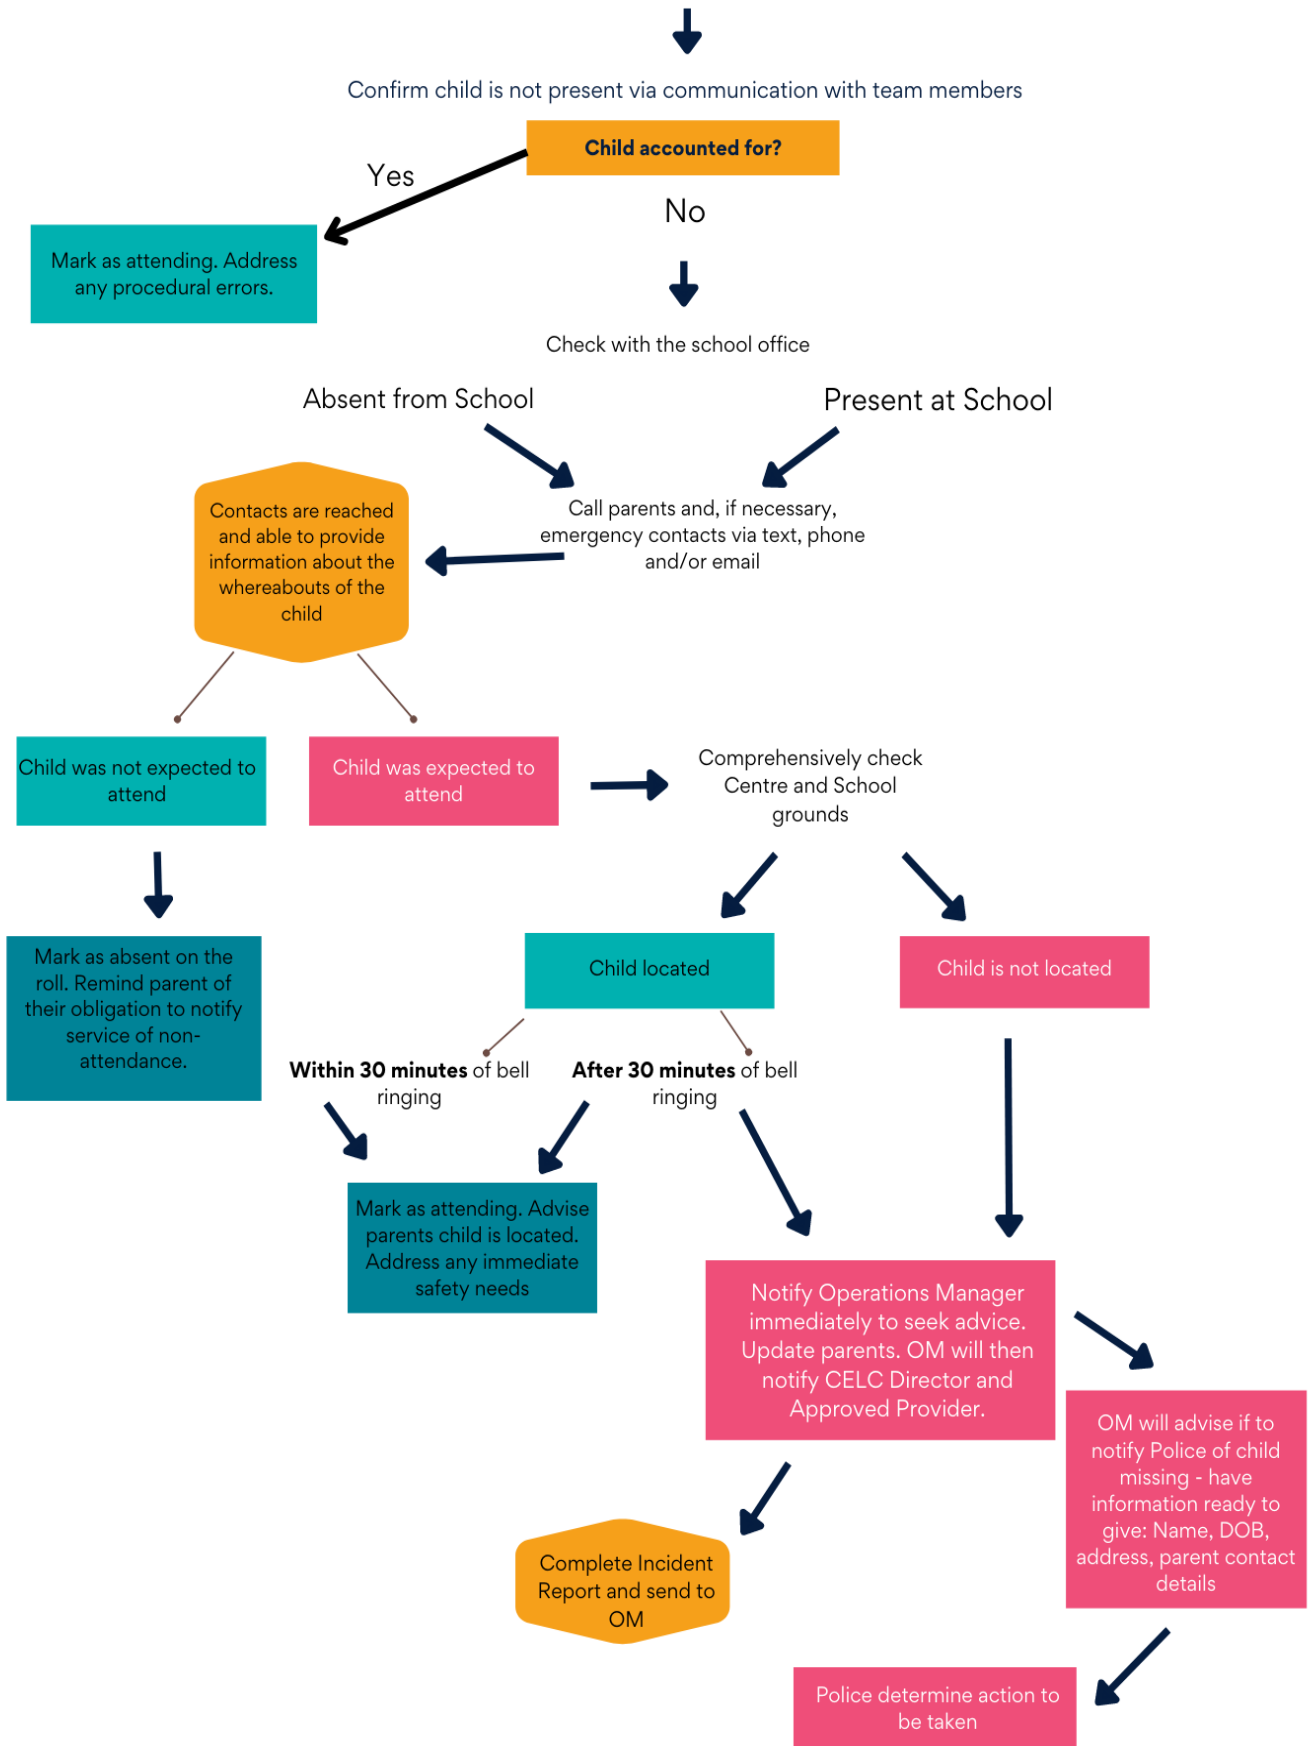 Confirm child is not present via communication with team members
Child accounted for?
Yes
No
Mark as attending. Address
any procedural errors.
Check with the school office
Absent from School
Present at School
Contacts are reached
and able to provide
information about the
whereabouts of the
child
Call parents and, if necessary,
emergency contacts via text, phone
and/or email
Child was not expected to
attend
Child was expected to
attend
Comprehensively check
Centre and School
grounds
Mark as absent on the
roll. Remind parent of
their obligation to notify
service of non-
attendance.
Child located
Child is not located
Within 30 minutes of bell
ringing
After 30 minutes of bell
ringing
Mark as attending. Advise
parents child is located.
Address any immediate
safety needs
Notify Operations Manager
immediately to seek advice.
Update parents. OM will then
notify CELC Director and
Approved Provider.
OM will advise if to
notify Police of child
missing - have
information ready to
give: Name, DOB,
address, parent contact
details
Complete Incident
Report and send to
OM
Police determine action to
be taken